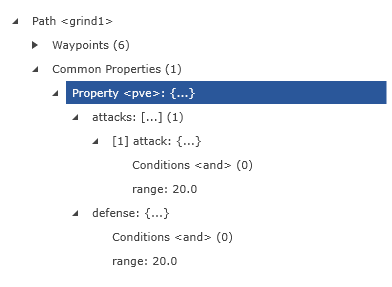 Path <grind1>
Waypoints (6)
Common Properties (1)
Property <pve>: {...}
attacks: [...] (1)
[1] attack: {...}
Conditions <and> (0)
range: 20.0
defense: {...}
Conditions <and> (0)
range: 20.0